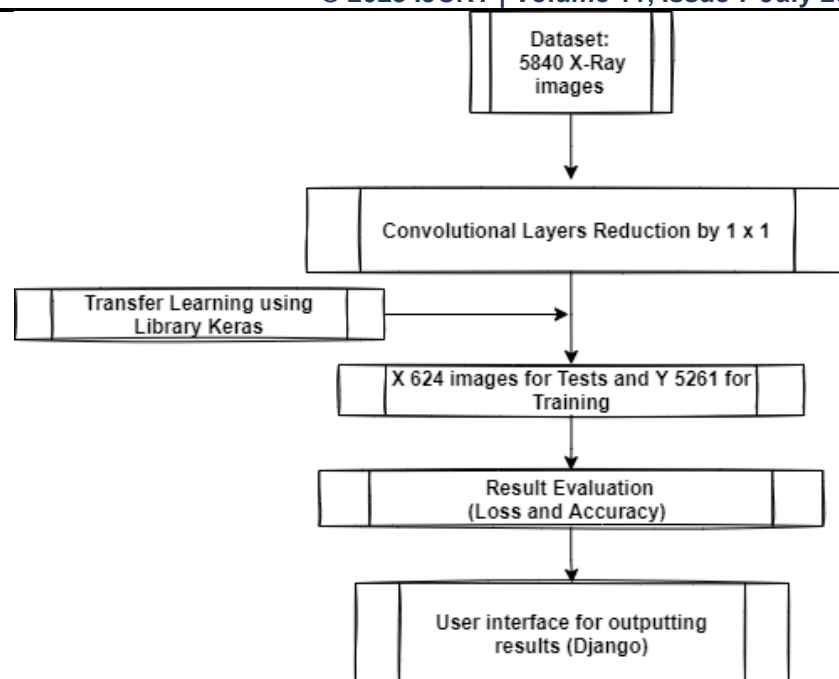 Dataset:
5840 X-Ray
images
Convolutional Layers Reduction by 1 x 1
Transfer Learning using
Library Keras
X 624 images for Tests and Y 5261 for
Training
Result Evaluation
(Loss and Accuracy)
User interface for outputting
results (Django)